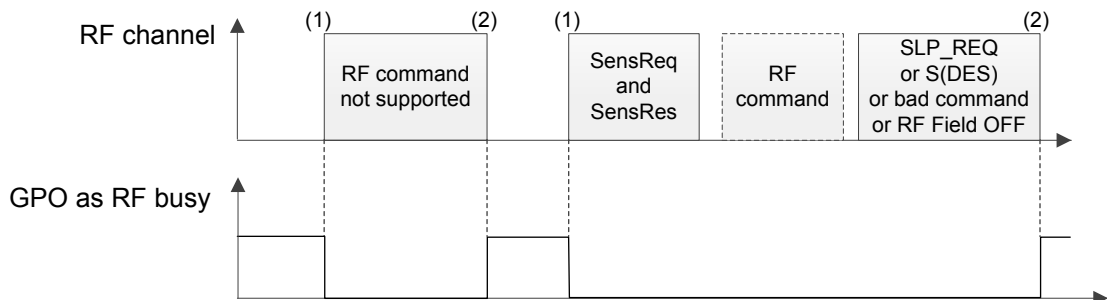 (1)
(2)
(1)
(2)
RF channel
RF command
not supported
SensReq
and
SensRes
RF
command
SLP_REQ
or S(DES)
or bad command
or RF Field OFF
GPO as RF busy